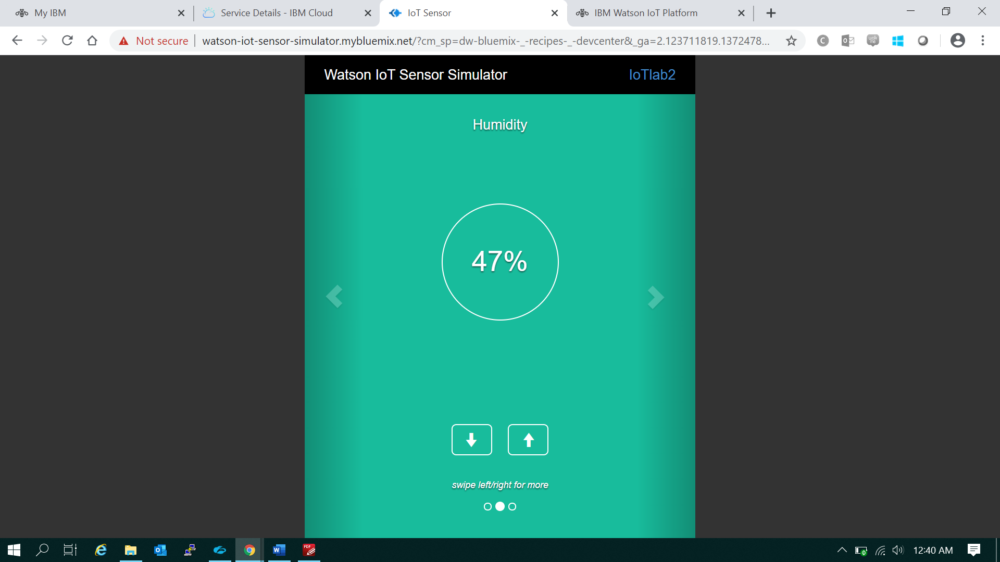 My IBM
Service Details - IBM Cloud
IoT Sensor
IBM Watson IoT Platform
Not secure
watson-iot-sensor-simulator.mybluemix.net/?cm_sp=dw-bluemix-_-recipes-_-devcenter&_ga=2.123711819.1372478...
Watson IoT Sensor Simulator
IoTlab2
Humidity
47%
swipe left/right for more
12:40 AM